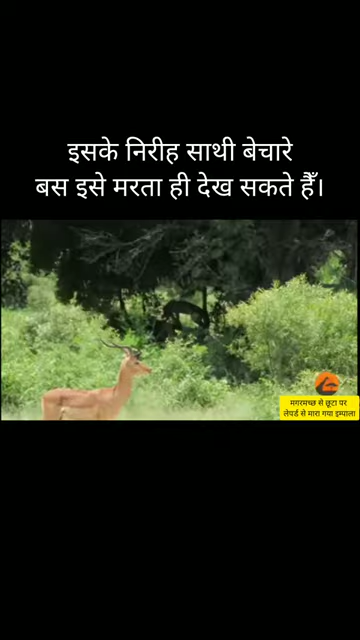 इसके निरीह साथी बेचारे
बस इसे मरता ही देख सकते हैँ।
मगरमच्छ से छूटा पर
लेपर्ड से मारा गया इम्पाला